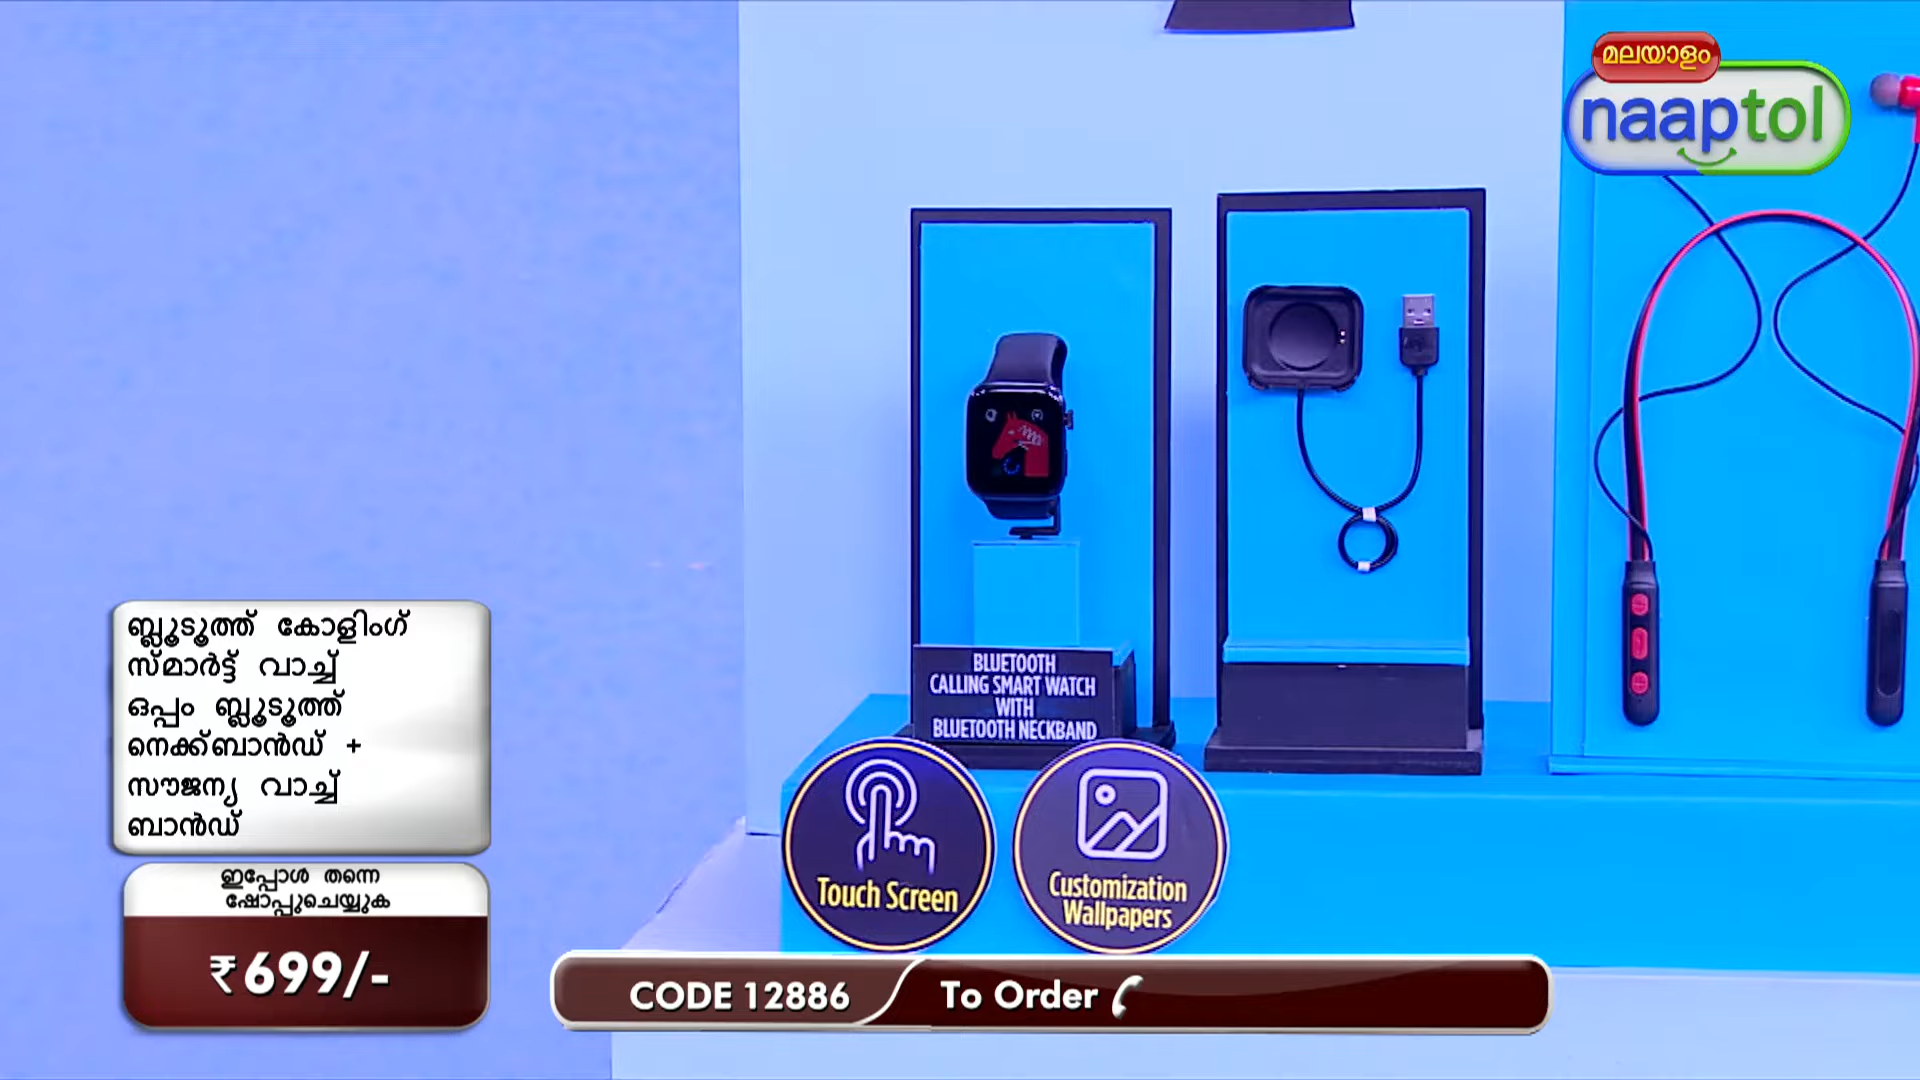 മലയാളം
naaptol
ബ്ലൂടൂത്ത് കോളിംഗ്
സ്മാർട്ട് വാച്ച്
ഒപ്പം ബ്ലൂടൂത്ത്
നെക്ക്ബാൻഡ് +
സൗജന്യ വാച്ച്
ബാൻഡ്
ഇപ്പോൾ തന്നെ
ഷോപ്പുചെയ്യുക
₹699/-
BLUETOOTH
CALLING SMART WATCH
WITH
BLUETOOTH NECKBAND
Touch Screen
Customization
Wallpapers
CODE 12886
To Order